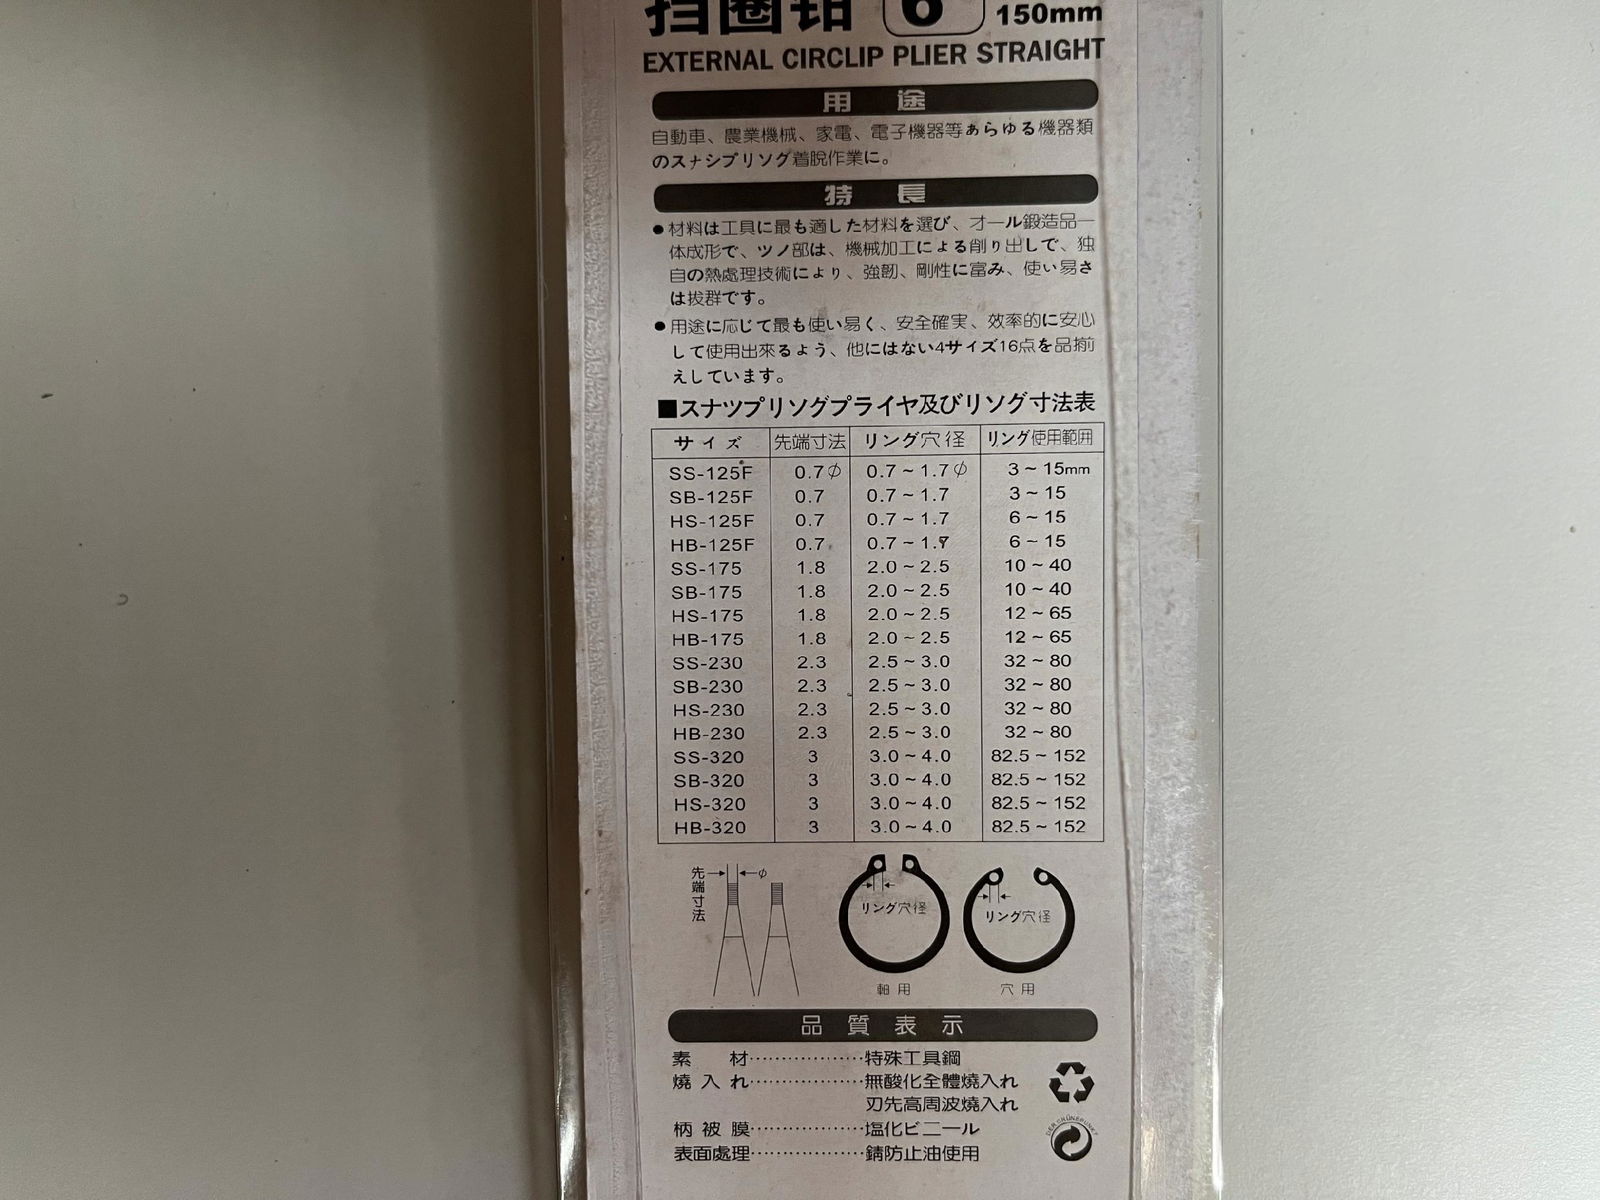 挡圈钳 6" 150mm
EXTERNAL CIRCLIP PLIER STRAIGHT
用途
自動車、農業機械、家電、電子機器等あらゆる機器類
のスナシプリソグ着脫作業に。
特長
●材料は工具に最も適した材料を選び、オール鍛造品一
体成形で、ツノ部は、機械加工による削り出しで、独
自の熱處理技術により、強靭、剛性に富み、使い易さ
は拔群です。
●用途に応じて最も使い易く、安全確実、效率的に安心
して使用出來るよう、他にはない4サイズ16点を品揃
えしています。
■スナツプリソグプライヤ及びリソグ寸法表
サイズ 先端寸法 リング穴径 リング使用範囲
SS-125F 0.7φ 0.7~1.7φ 3~15mm
SB-125F 0.7 0.7~1.7 3~15
HS-125F 0.7 0.7~1.7 6~15
HB-125F 0.7 0.7~1.7 6~15
SS-175 1.8 2.0~2.5 10~40
SB-175 1.8 2.0~2.5 10~40
HS-175 1.8 2.0~2.5 12~65
HB-175 1.8 2.0~2.5 12~65
SS-230 2.3 2.5~3.0 32~80
SB-230 2.3 2.5~3.0 32~80
HS-230 2.3 2.5~3.0 32~80
HB-230 2.3 2.5~3.0 32~80
SS-320 3 3.0~4.0 82.5~152
SB-320 3 3.0~4.0 82.5~152
HS-320 3 3.0~4.0 82.5~152
HB-320 3 3.0~4.0 82.5~152
先端寸法 φ
リング穴径 リング穴径
軸用 穴用
品質表示
素材··················特殊工具鋼
燒入れ··················無酸化全體燒入れ
刃先高周波燒入れ
柄被膜··················塩化ビニール
表面處理··················錆防止油使用
DER GRÜNE PUNKT